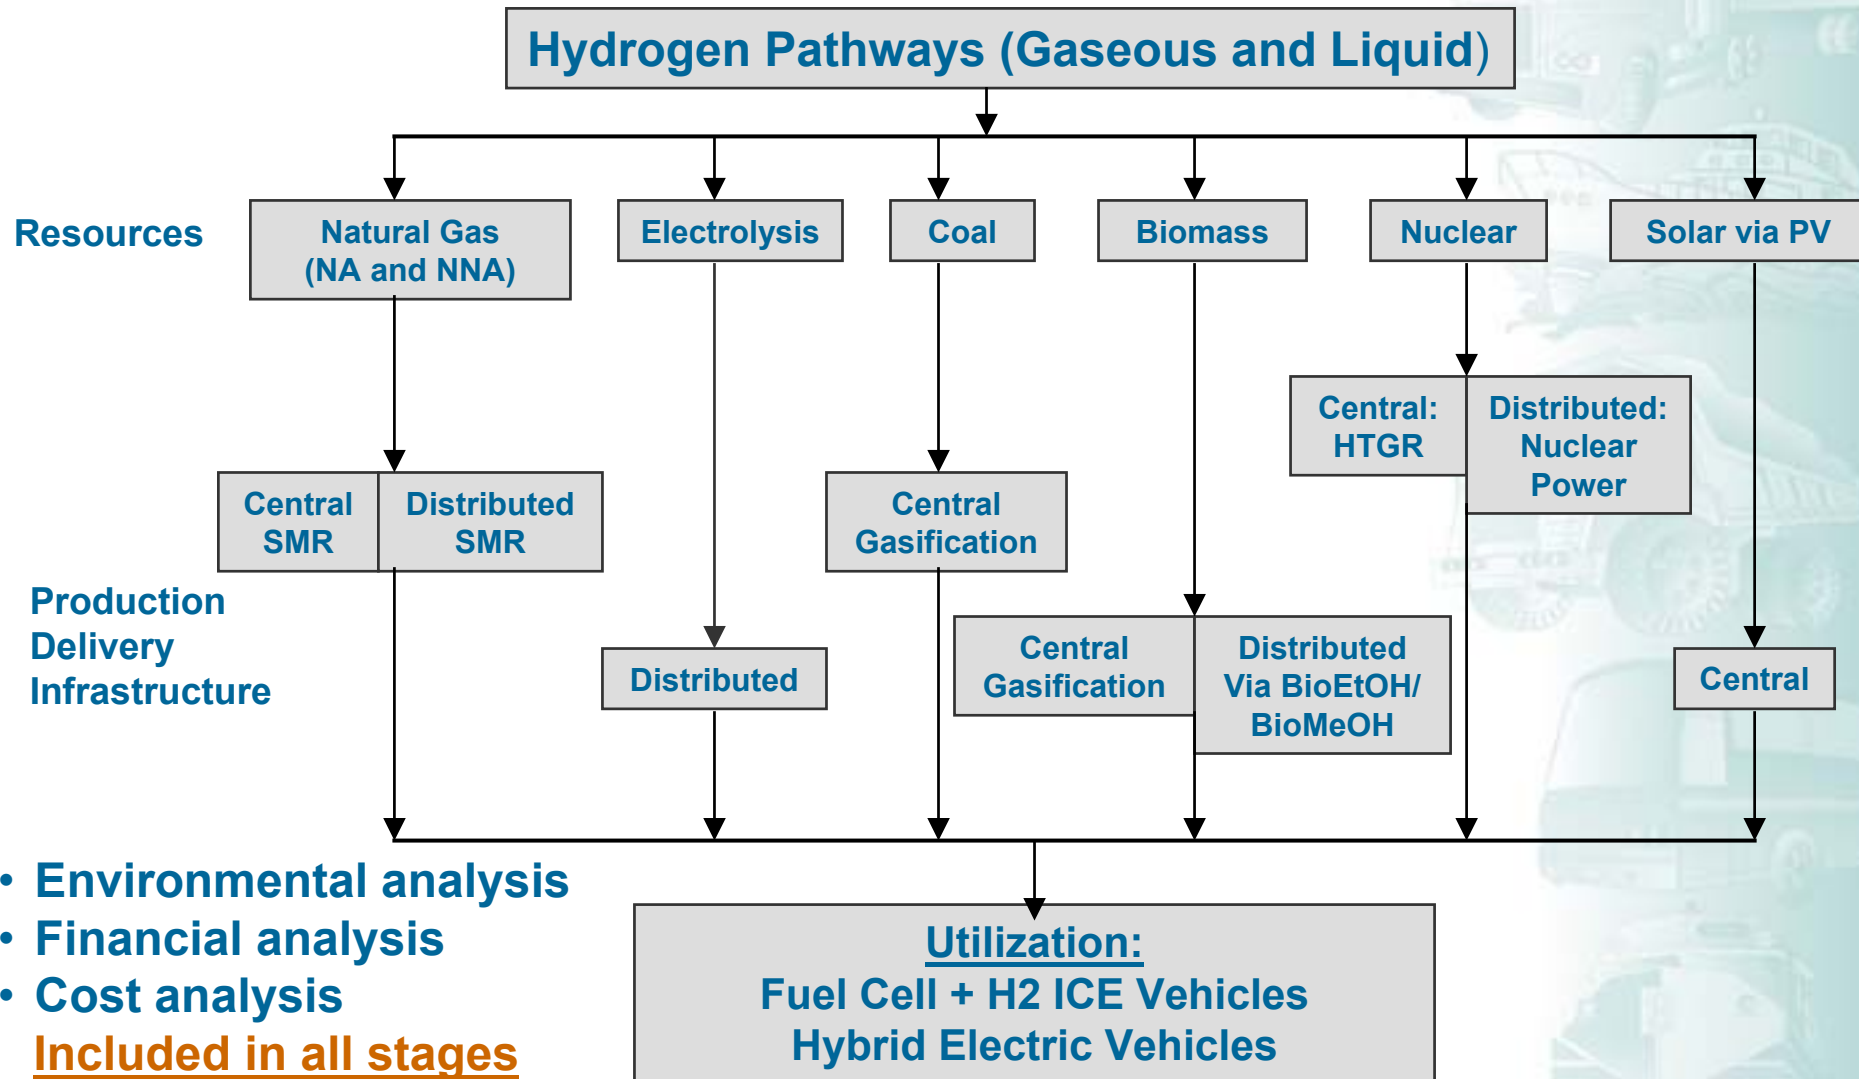 Hydrogen Pathways (Gaseous and Liquid)
Resources
Natural Gas
(NA and NNA)
Electrolysis
Coal
Biomass
Nuclear
Solar via PV
Central:
HTGR
Distributed:
Nuclear
Power
Central
SMR
Distributed
SMR
Central
Gasification
Production
Delivery
Infrastructure
Distributed
Central
Gasification
Distributed
Via BioEtOH/
BioMeOH
Central
• Environmental analysis
• Financial analysis
• Cost analysis
Included in all stages
Utilization:
Fuel Cell + H2 ICE Vehicles
Hybrid Electric Vehicles